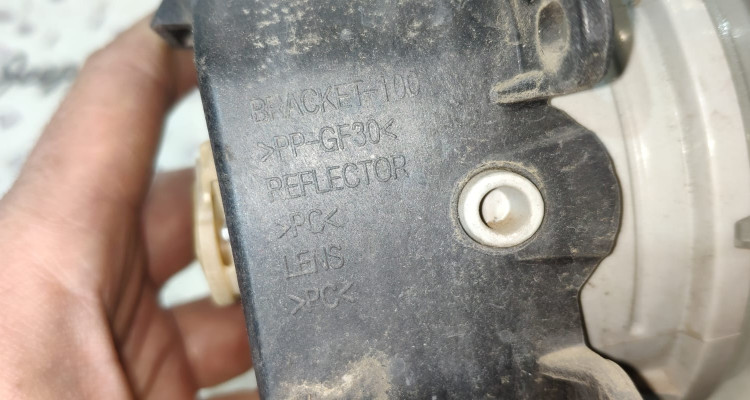 BRACKET-100
>PP-GF30<
REFLECTOR
>PC<
LENS
>PC<